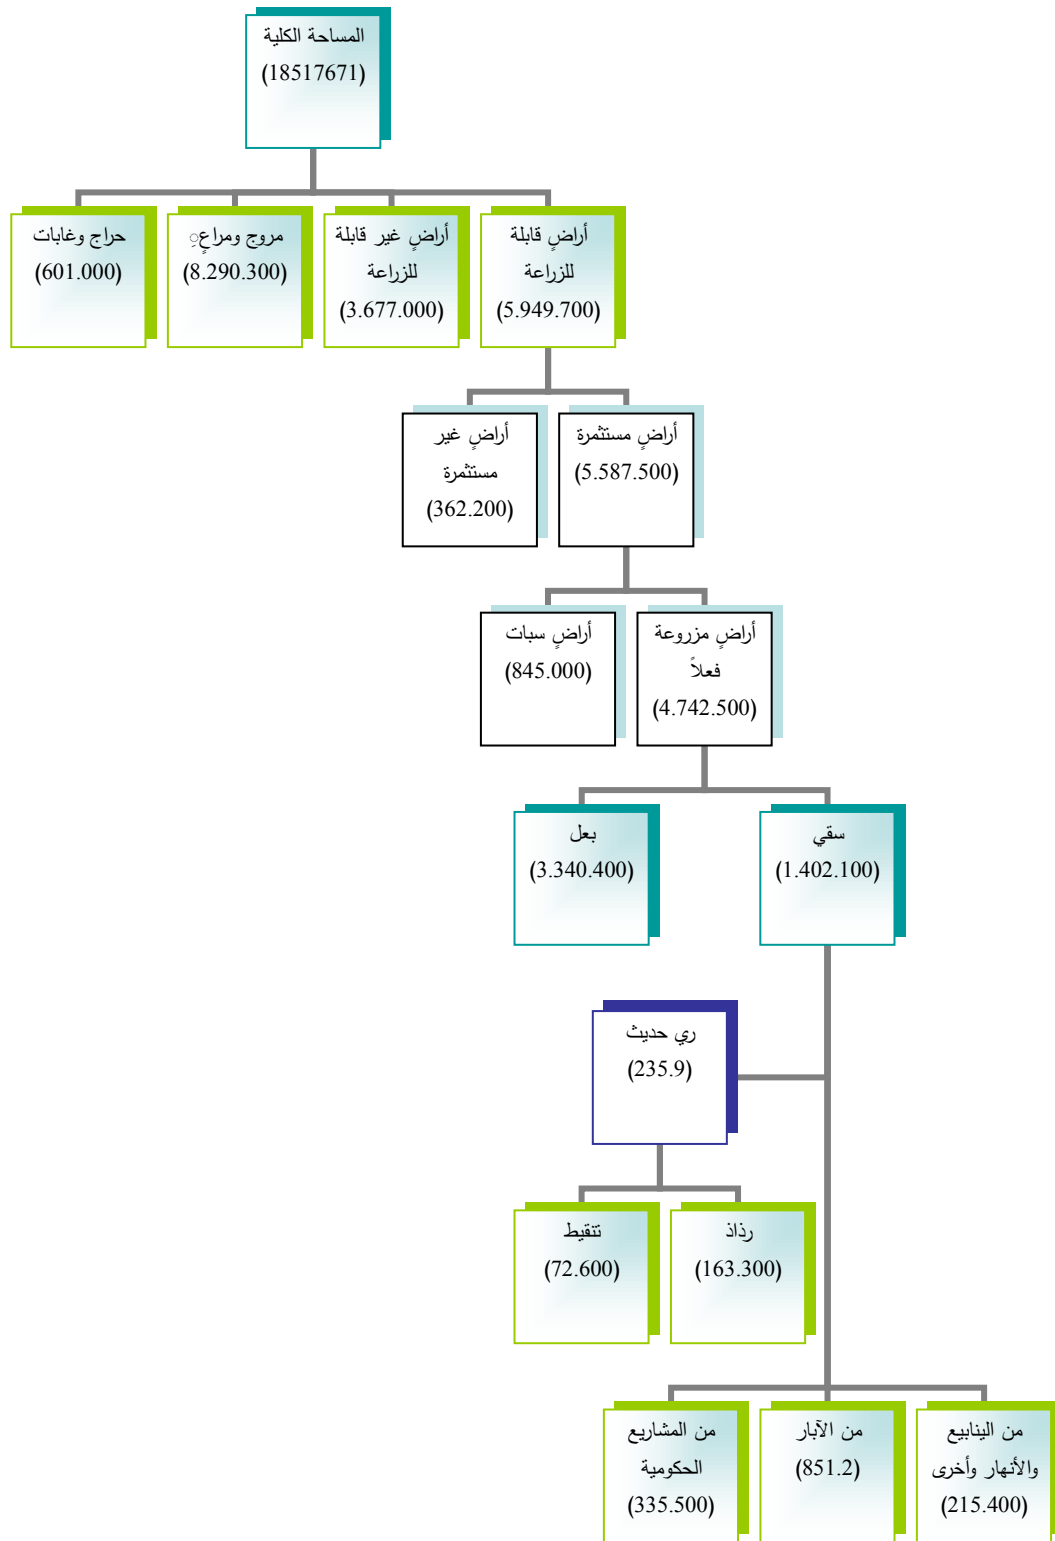 المساحة الكلية
(18517671)
أراضٍ قابلة
للزراعة
(5.949.700)
أراضٍ غير قابلة
للزراعة
(3.677.000)
مروج ومراعٍِ
(8.290.300)
حراج وغابات
(601.000)
أراضٍ مستثمرة
(5.587.500)
أراضٍ غير
مستثمرة
(362.200)
أراضٍ مزروعة
فعلاً
(4.742.500)
أراضٍ سبات
(845.000)
سقي
(1.402.100)
بعل
(3.340.400)
ري حديث
(235.9)
رذاذ
(163.300)
تنقيط
(72.600)
من الينابيع
والأنهار وأخرى
(215.400)
من الآبار
(851.2)
من المشاريع
الحكومية
(335.500)